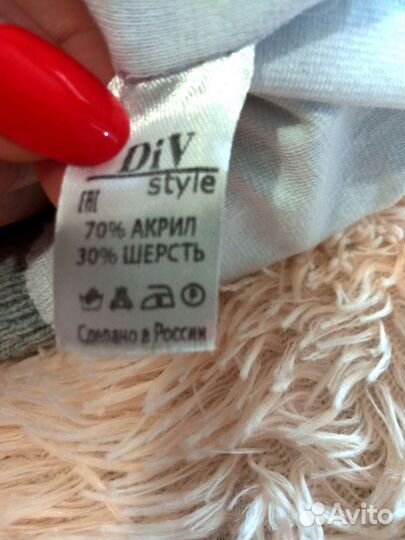 DiV
style
EAC
70% АКРИЛ
30% ШЕРСТЬ
Сделано в России
Avito